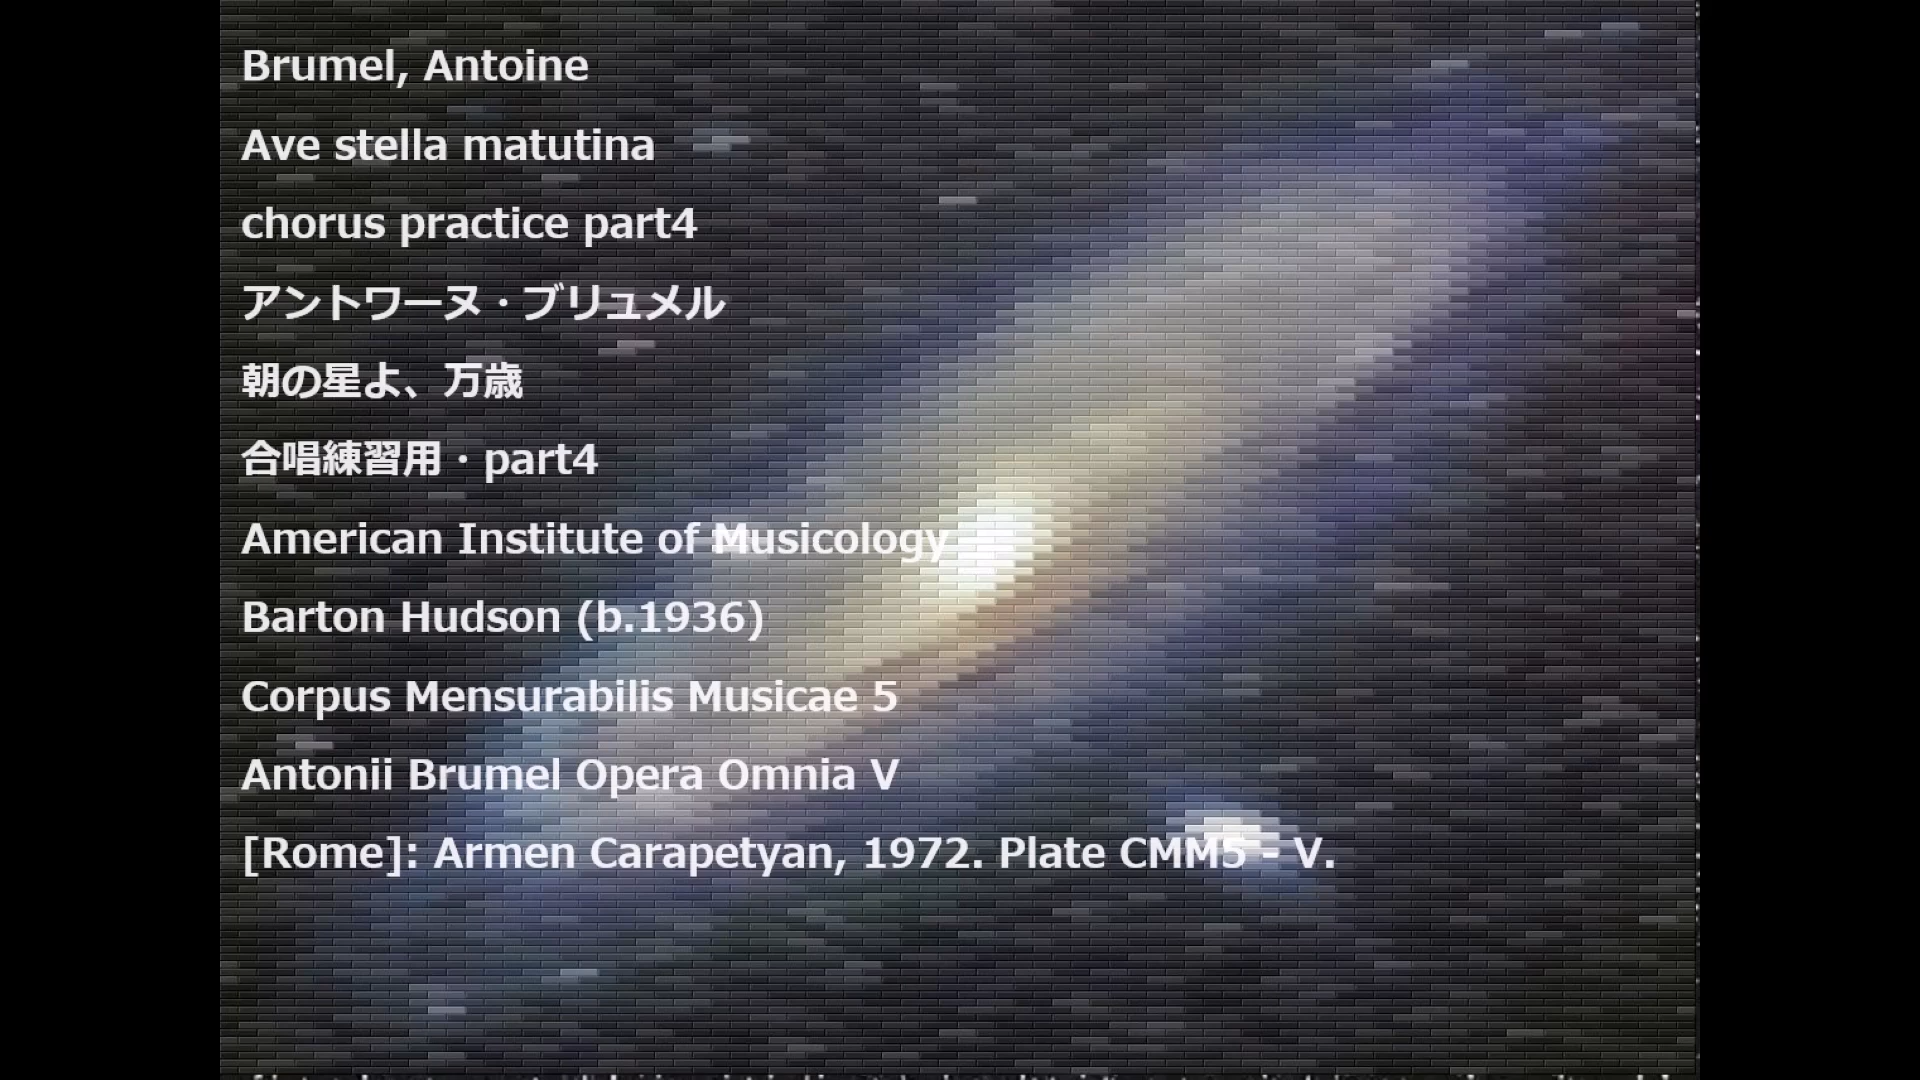 Brumel, Antoine
Ave stella matutina
chorus practice part4
アントワーヌ・ブリュメル
朝の星よ、万歳
合唱練習用・part4
American Institute of Musicology
Barton Hudson (b.1936)
Corpus Mensurabilis Musicae 5
Antonii Brumel Opera Omnia V
[Rome]: Armen Carapetyan, 1972. Plate CMM5 - V.